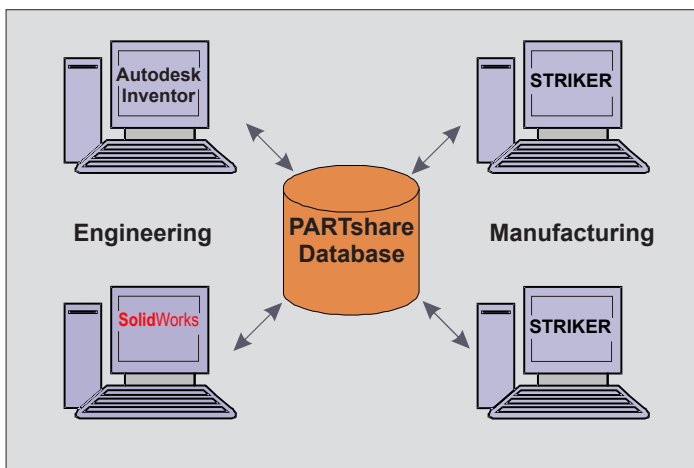 Autodesk
Inventor
STRIKER
Engineering
PARTshare
Database
Manufacturing
SolidWorks
STRIKER